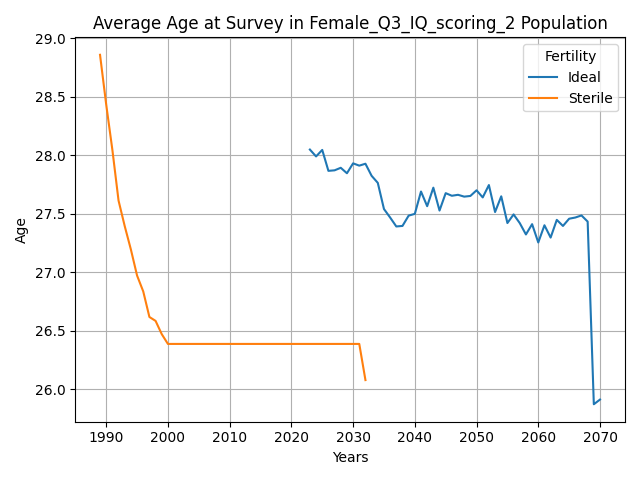 Average Age at Survey in Female_Q3_IQ_scoring_2 Population
29.0
28.5
28.0
27.5
27.0
26.5
26.0
Age
Fertility
Ideal
Sterile
1990 2000 2010 2020 2030 2040 2050 2060 2070
Years